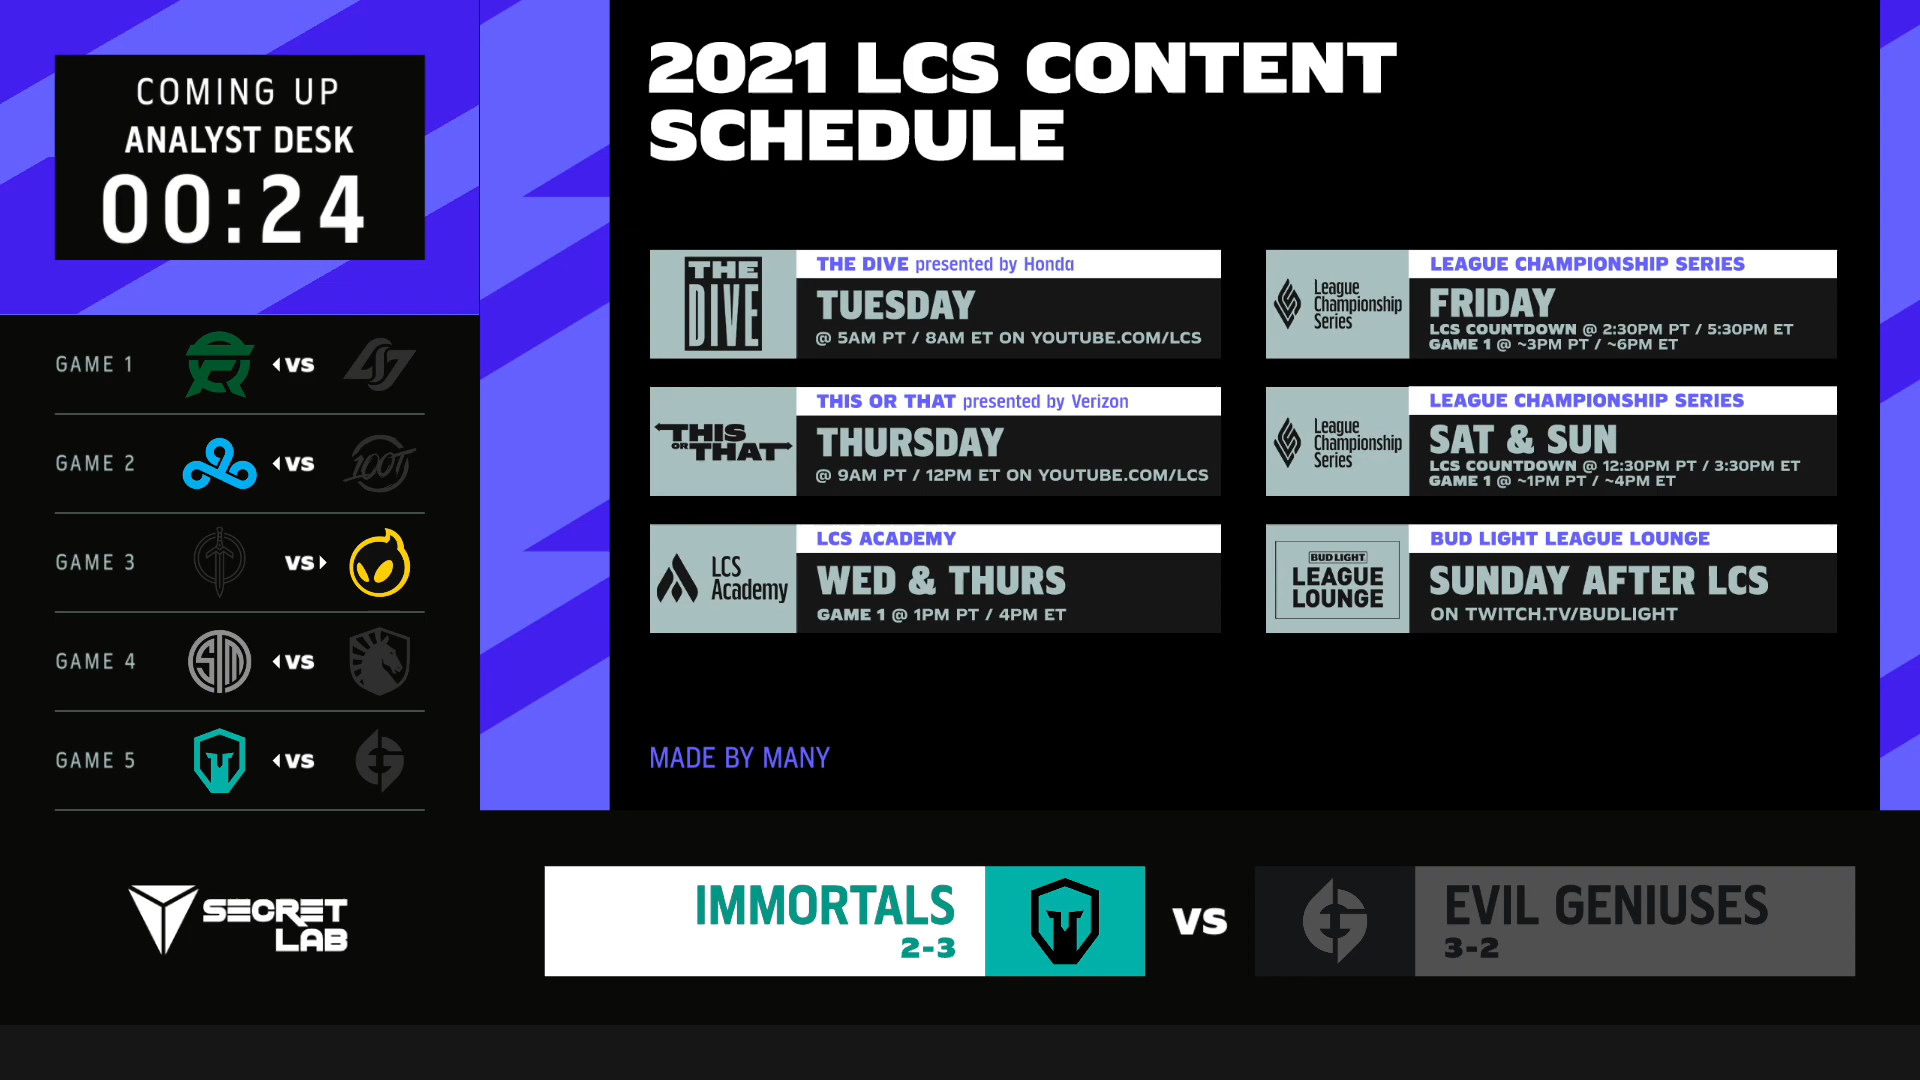 COMING UP
ANALYST DESK
00:24
GAME 1 VS
GAME 2 VS 100T
GAME 3 VS
GAME 4 TSM VS
GAME 5 VS
2021 LCS CONTENT
SCHEDULE
THE
DIVE
THE DIVE presented by Honda
TUESDAY
@ 5AM PT / 8AM ET ON YOUTUBE.COM/LCS
THIS
OR THAT
THIS OR THAT presented by Verizon
THURSDAY
@ 9AM PT / 12PM ET ON YOUTUBE.COM/LCS
LCS
Academy
LCS ACADEMY
WED & THURS
GAME 1 @ 1PM PT / 4PM ET
League
Championship
Series
LEAGUE CHAMPIONSHIP SERIES
FRIDAY
LCS COUNTDOWN @ 2:30PM PT / 5:30PM ET
GAME 1 @ ~3PM PT / ~6PM ET
League
Championship
Series
LEAGUE CHAMPIONSHIP SERIES
SAT & SUN
LCS COUNTDOWN @ 12:30PM PT / 3:30PM ET
GAME 1 @ ~1PM PT / ~4PM ET
BUD LIGHT
LEAGUE
LOUNGE
BUD LIGHT LEAGUE LOUNGE
SUNDAY AFTER LCS
ON TWITCH.TV/BUDLIGHT
MADE BY MANY
SECRET
LAB
IMMORTALS
2-3
VS
EVIL GENIUSES
3-2